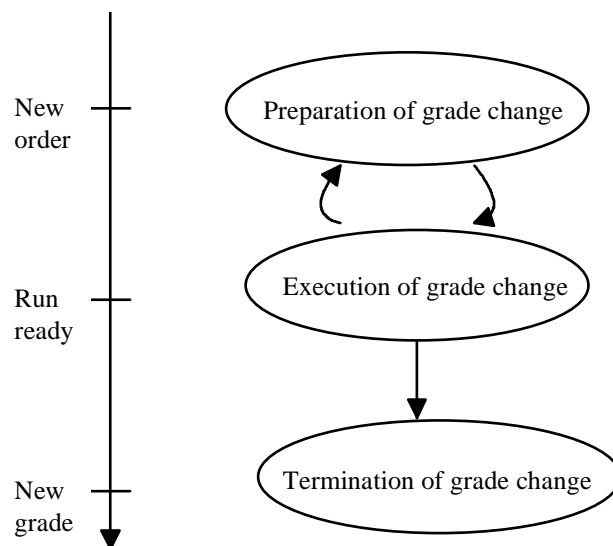 New
order
Preparation of grade change
Run
ready
Execution of grade change
New
grade
Termination of grade change